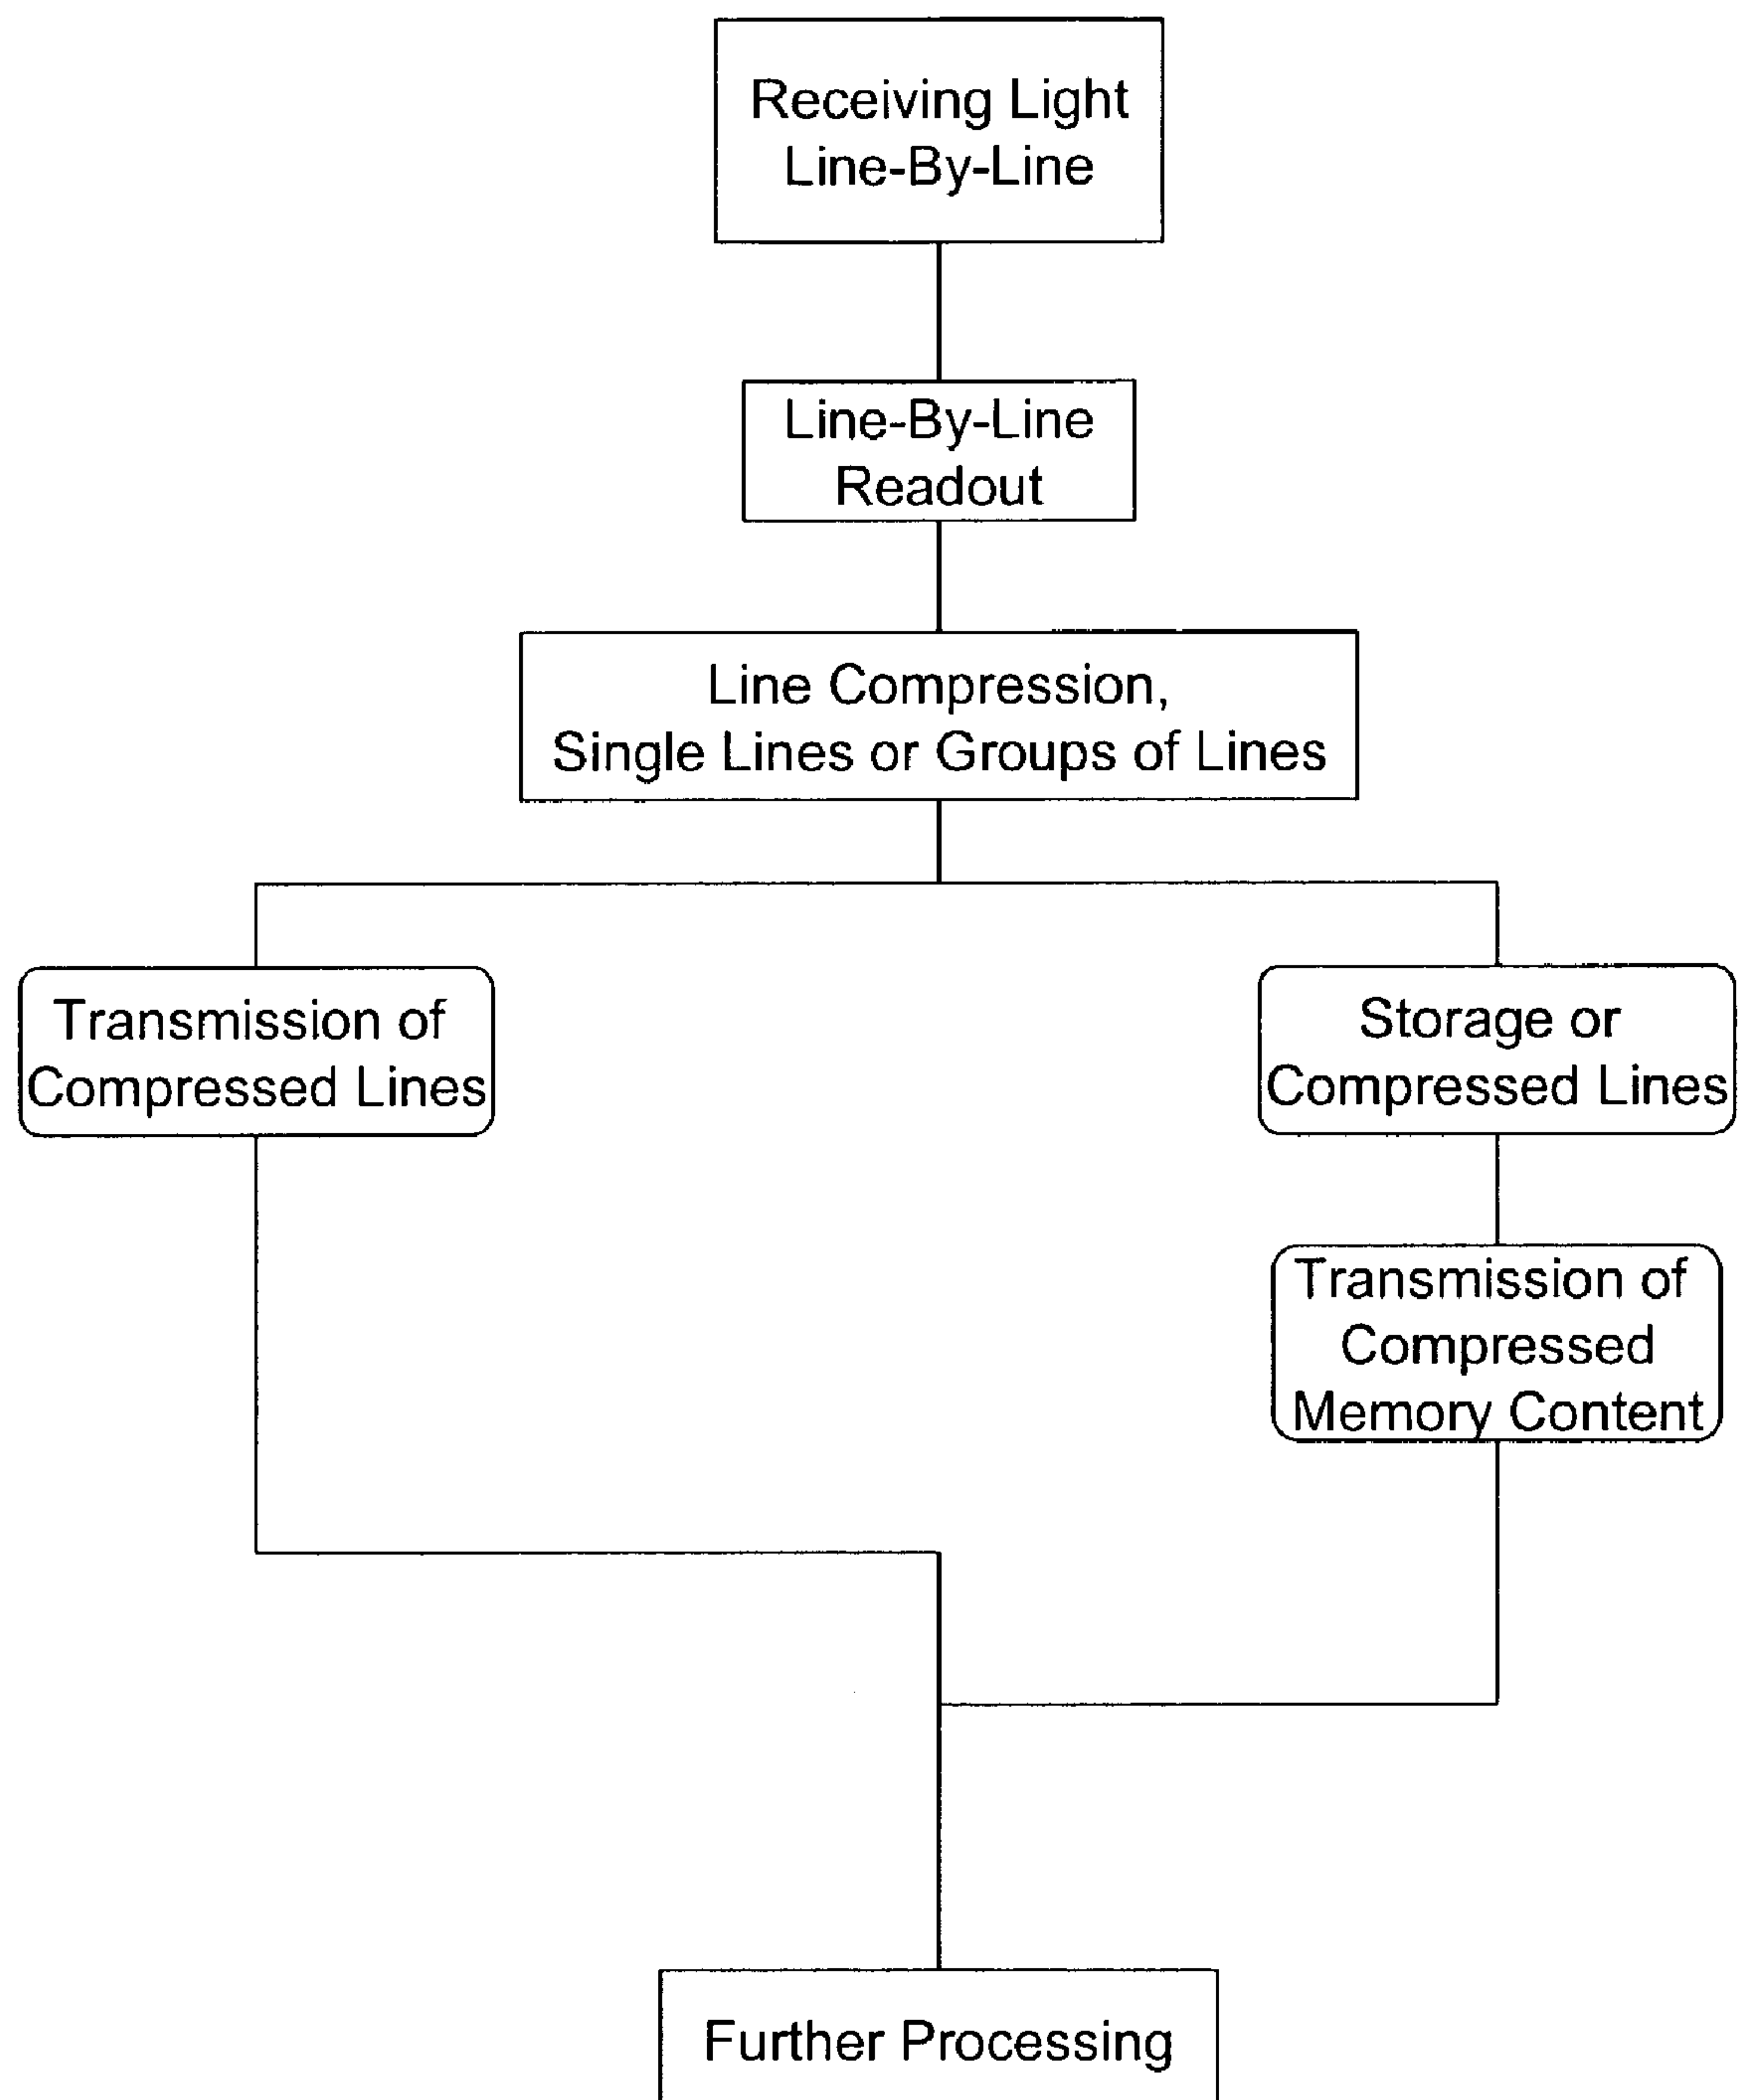 Receiving Light
Line-By-Line
Line-By-Line
Readout
Line Compression,
Single Lines or Groups of Lines
Transmission of
Compressed Lines
Storage or
Compressed Lines
Transmission of
Compressed
Memory Content
Further Processing